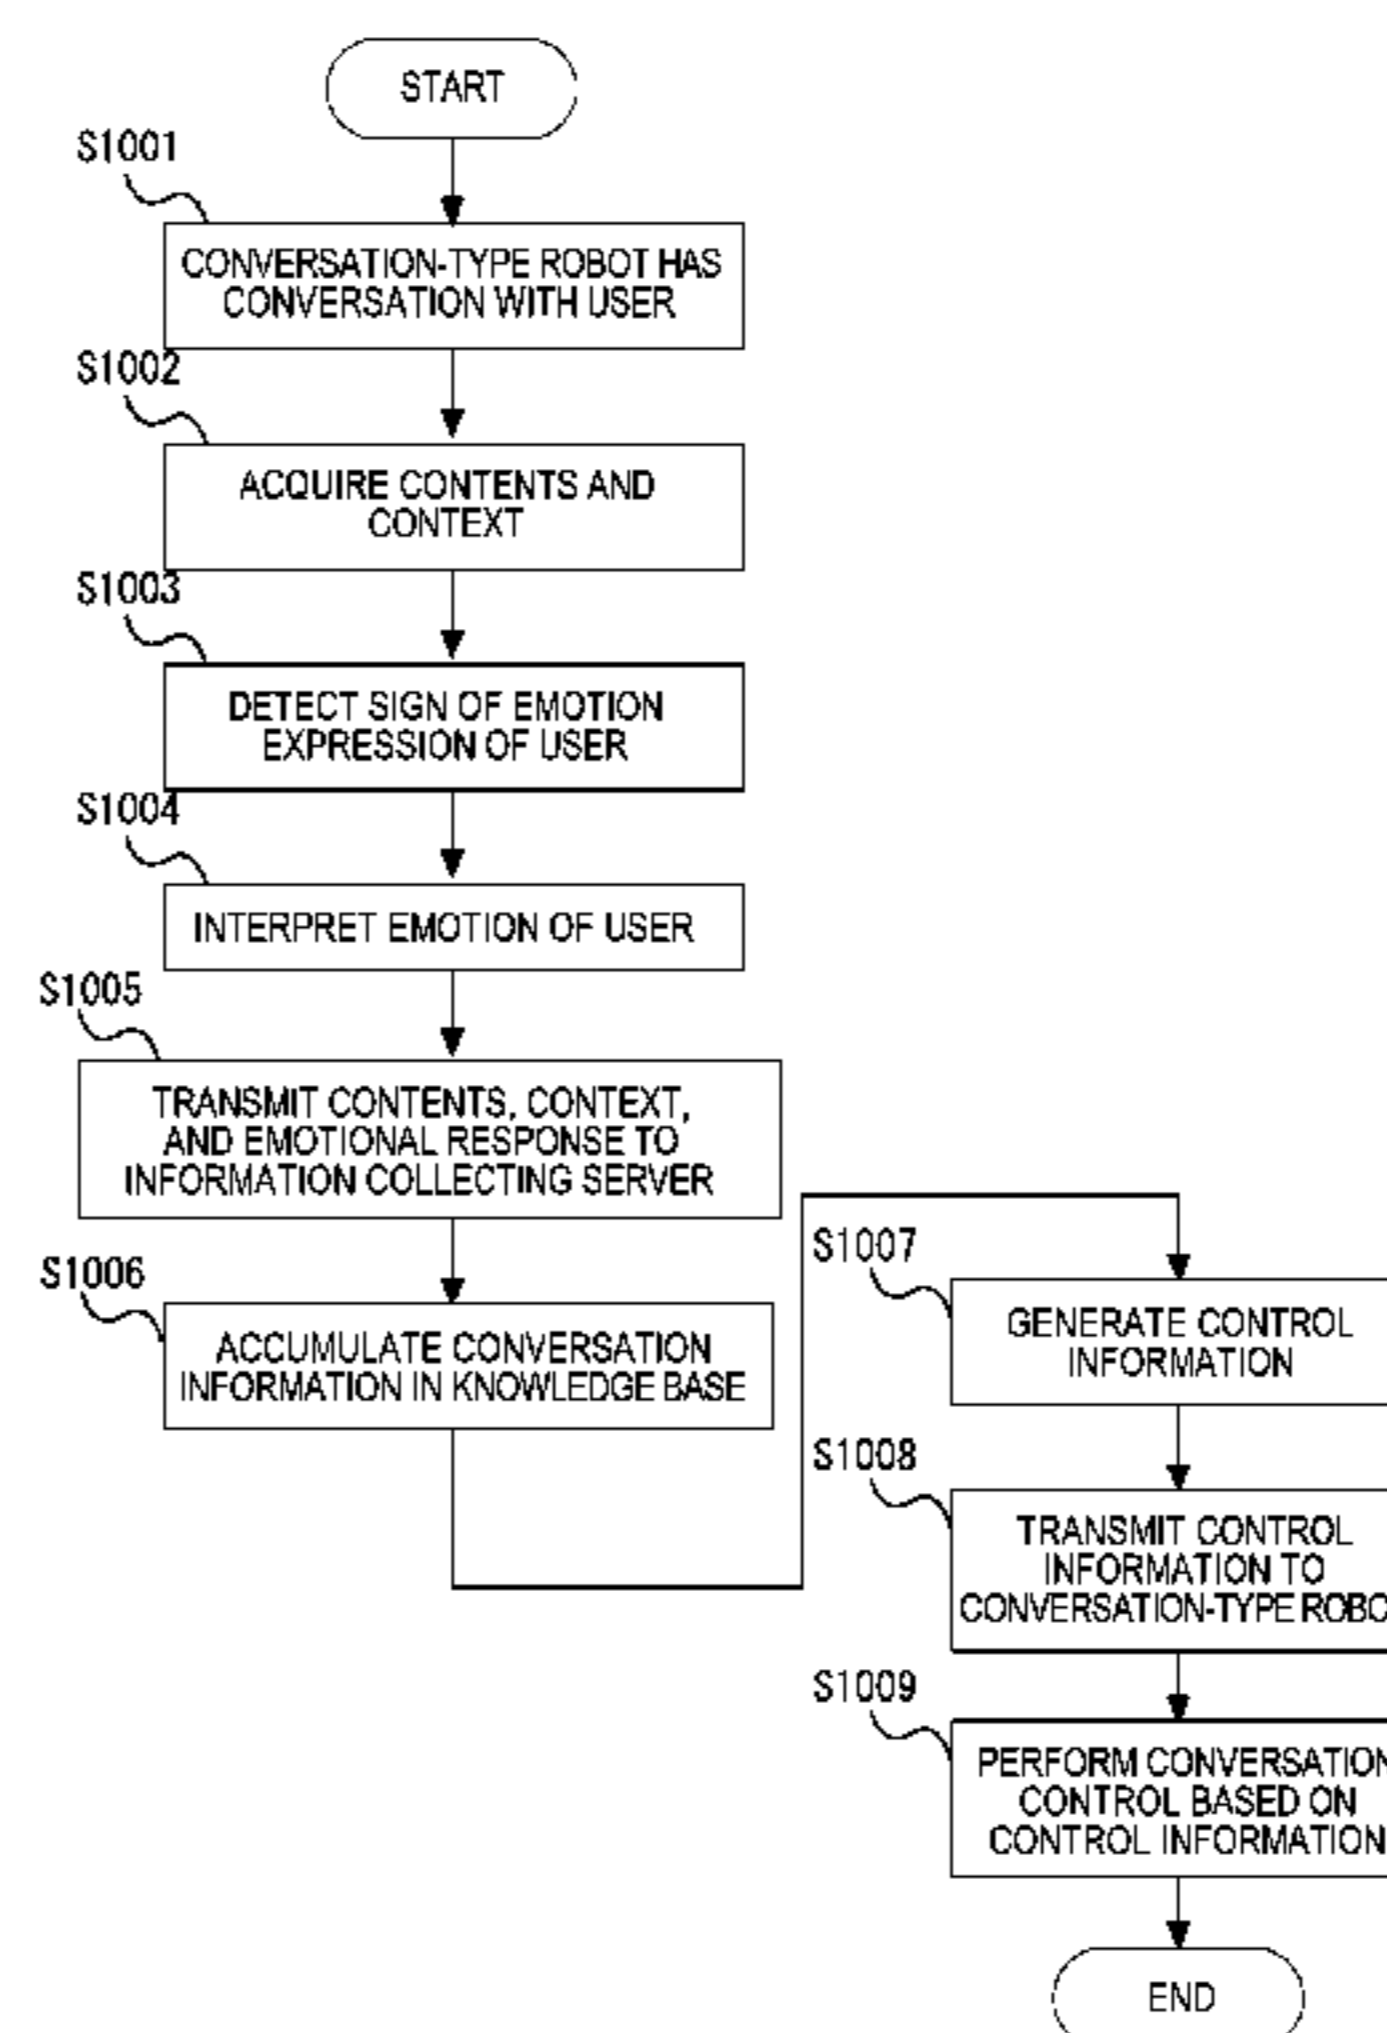 START
S1001
CONVERSATION-TYPE ROBOT HAS
CONVERSATION WITH USER
S1002
ACQUIRE CONTENTS AND
CONTEXT
S1003
DETECT SIGN OF EMOTION
EXPRESSION OF USER
S1004
INTERPRET EMOTION OF USER
S1005
TRANSMIT CONTENTS, CONTEXT,
AND EMOTIONAL RESPONSE TO
INFORMATION COLLECTING SERVER
S1006
ACCUMULATE CONVERSATION
INFORMATION IN KNOWLEDGE BASE
S1007
GENERATE CONTROL
INFORMATION
S1008
TRANSMIT CONTROL
INFORMATION TO
CONVERSATION-TYPE ROBO
S1009
PERFORM CONVERSATION
CONTROL BASED ON
CONTROL INFORMATION
END